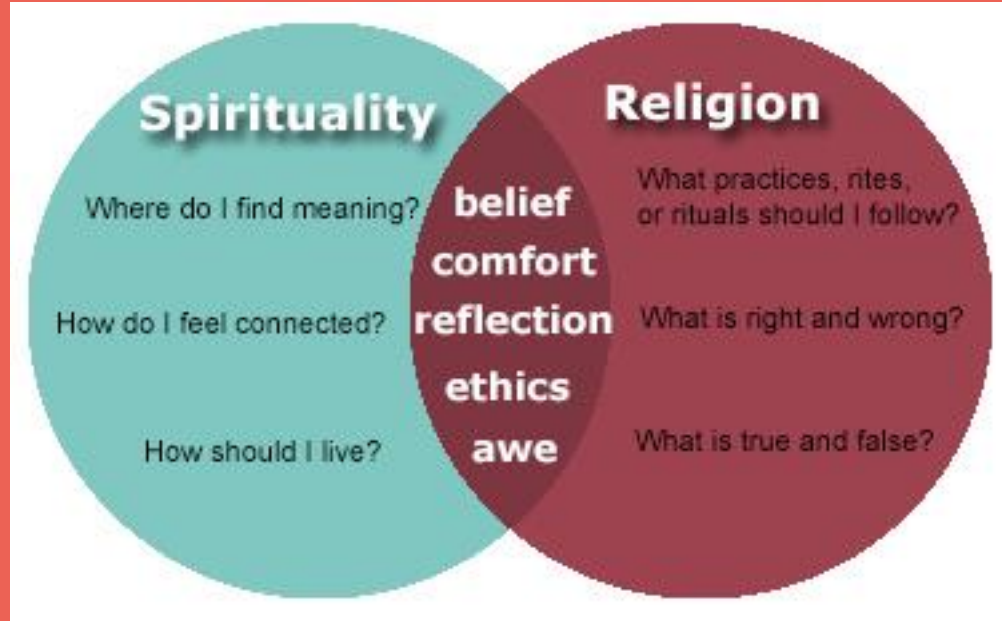 Spirituality
Where do I find meaning?
How do I feel connected?
How should I live?
belief
comfort
reflection
ethics
awe
Religion
What practices, rites,
or rituals should I follow?
What is right and wrong?
What is true and false?